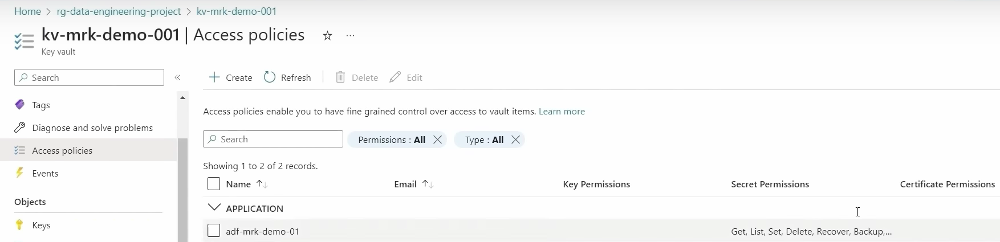 Home > rg-data-engineering-project > kv-mrk-demo-001
kv-mrk-demo-001 | Access policies
Key vault
Search
Tags
Diagnose and solve problems
Access policies
Events
Objects
Keys
Create Refresh Delete Edit
Access policies enable you to have fine grained control over access to vault items. Learn more
Search Permissions : All Type : All
Showing 1 to 2 of 2 records.
Name Email Key Permissions Secret Permissions Certificate Permissions
APPLICATION
adf-mrk-demo-01 Get, List, Set, Delete, Recover, Backup,...